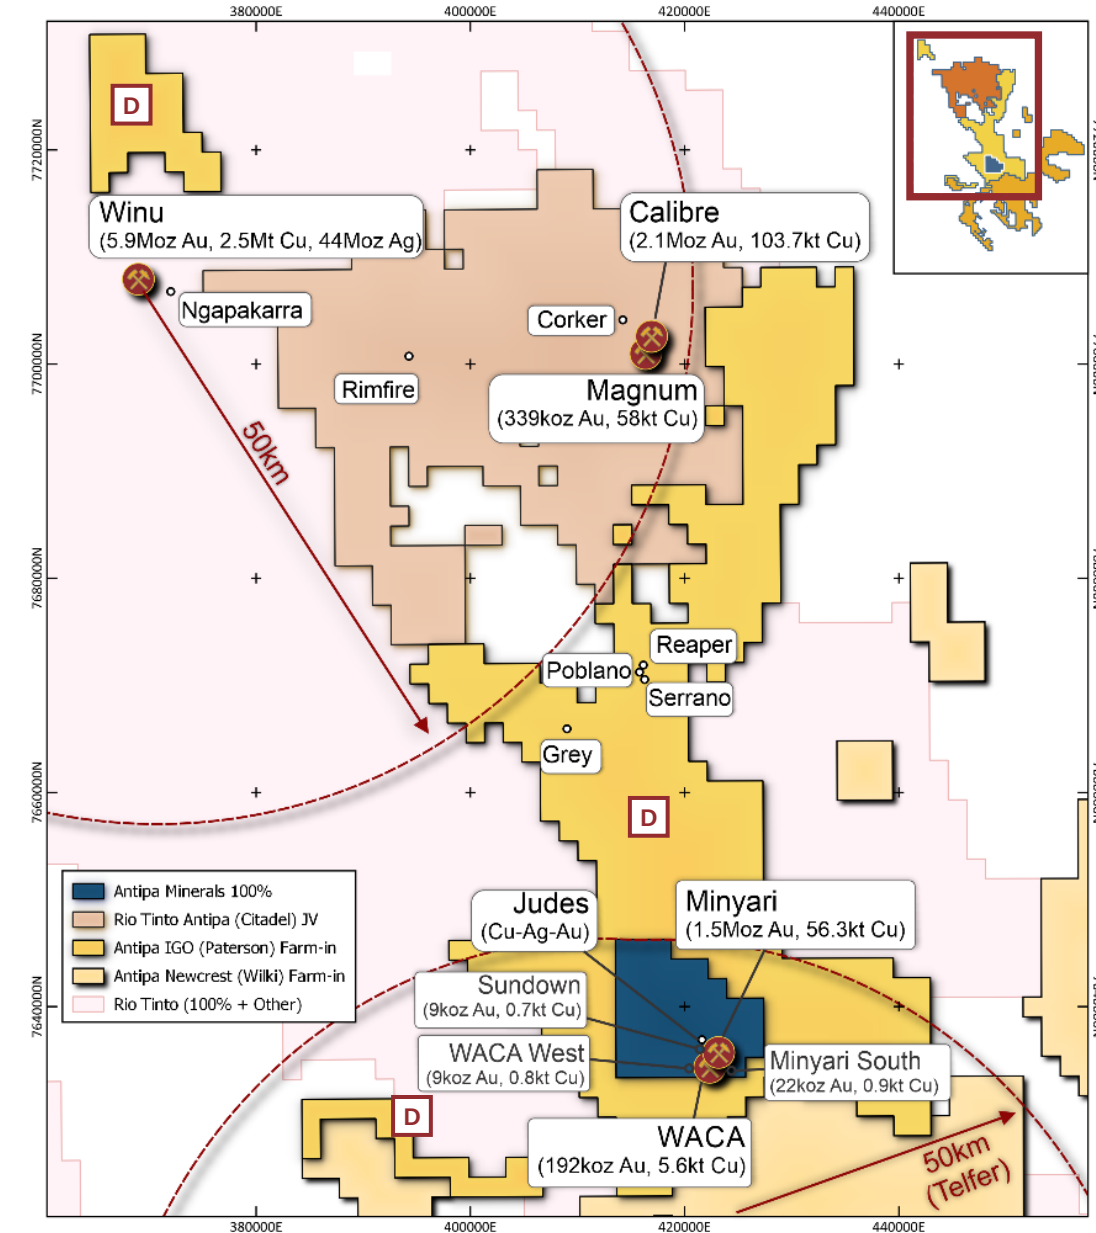 380000E
400000E
420000E
440000E
7720000N
7700000N
7680000N
7660000N
7640000N
D
Winu
(5.9Moz Au, 2.5Mt Cu, 44Moz Ag)
Calibre
(2.1Moz Au, 103.7kt Cu)
Ngapakarra
Corker
Rimfire
Magnum
(339koz Au, 58kt Cu)
50km
Reaper
Poblano
Serrano
Grey
D
Antipa Minerals 100%
Rio Tinto Antipa (Citadel) JV
Antipa IGO (Paterson) Farm-in
Antipa Newcrest (Wilki) Farm-in
Rio Tinto (100% + Other)
Judes
(Cu-Ag-Au)
Minyari
(1.5Moz Au, 56.3kt Cu)
Sundown
(9koz Au, 0.7kt Cu)
WACA West
(9koz Au, 0.8kt Cu)
Minyari South
(22koz Au, 0.9kt Cu)
D
WACA
(192koz Au, 5.6kt Cu)
50km
(Telfer)
380000E
400000E
420000E
440000E